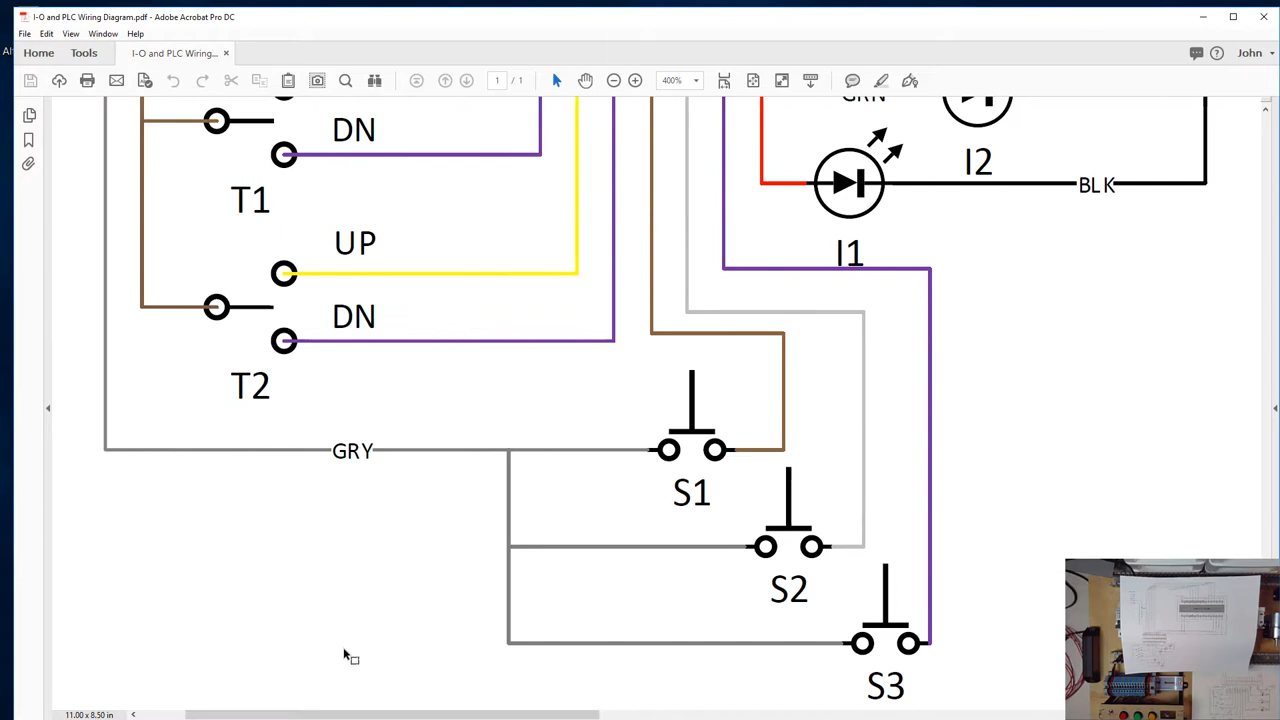 I-O and PLC Wiring Diagram.pdf - Adobe Acrobat Pro DC
File Edit View Window Help
Home Tools I-O and PLC Wiring... × John
1 / 1 400%
GRN
DN
I2
T1
BLK
UP
I1
DN
T2
GRY
S1
S2
S3
11.00 x 8.50 in